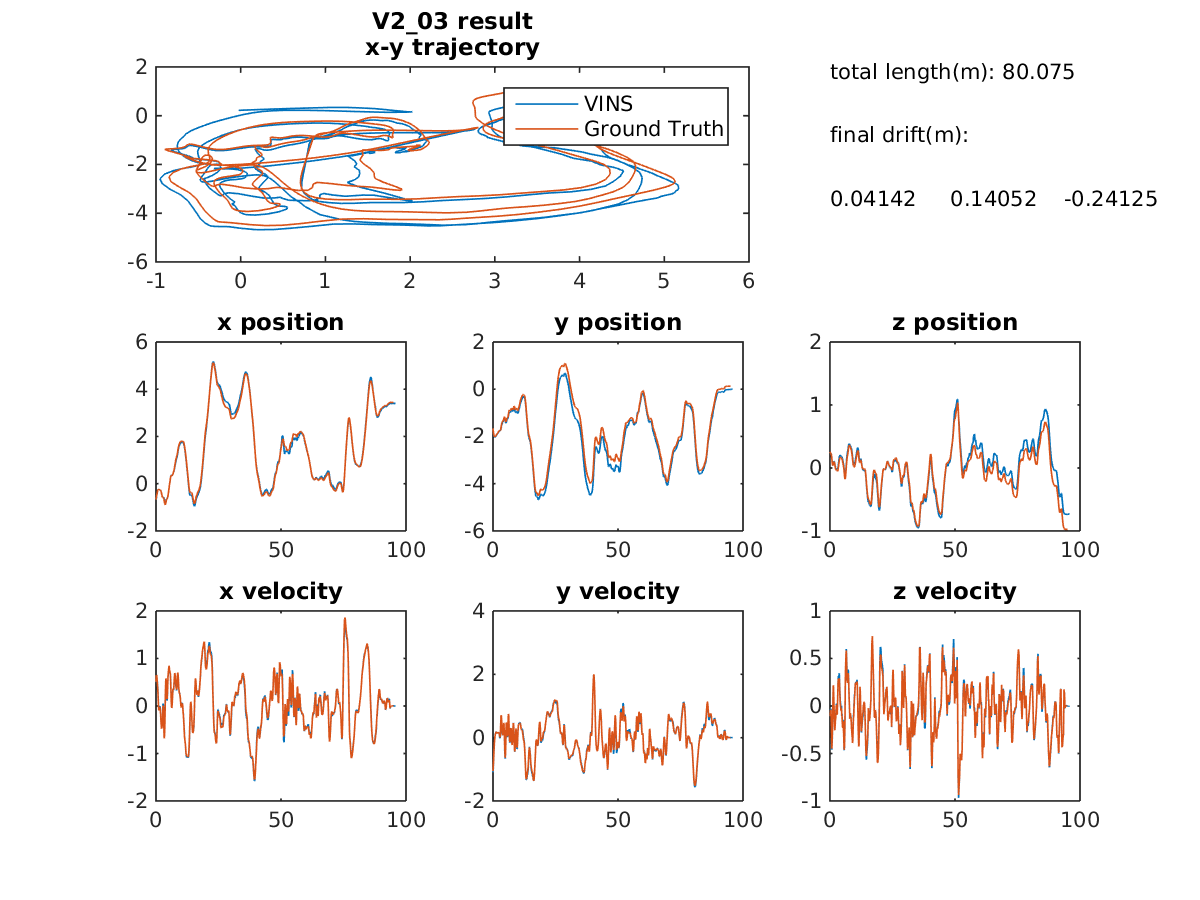 V2_03 result
x-y trajectory
2
0
-2
-4
-6
-1 0 1 2 3 4 5 6
VINS
Ground Truth
total length(m): 80.075
final drift(m):
0.04142 0.14052 -0.24125
x position
6
4
2
0
-2
0 50 100
y position
2
0
-2
-4
-6
0 50 100
z position
2
1
0
-1
0 50 100
x velocity
2
1
0
-1
-2
0 50 100
y velocity
4
2
0
-2
0 50 100
z velocity
1
0.5
0
-0.5
-1
0 50 100